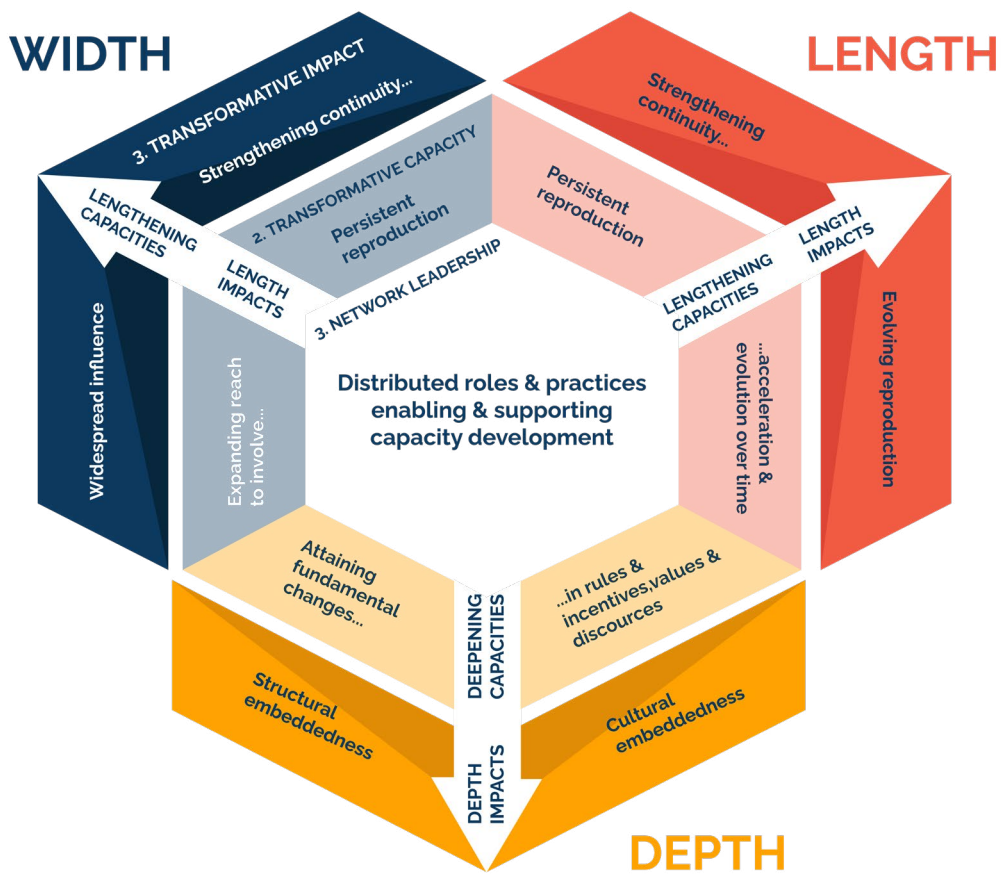 WIDTH
LENGTH
3. TRANSFORMATIVE IMPACT
Strengthening continuity...
2. TRANSFORMATIVE CAPACITY
Persistent
reproduction
3. NETWORK LEADERSHIP
LENGTHENING
CAPACITIES
LENGTH
IMPACTS
Widespread influence
Expanding reach
to involve...
Strengthening
continuity...
Persistent
reproduction
LENGTHENING
CAPACITIES
LENGTH
IMPACTS
...acceleration &
evolution over time
Evolving reproduction
Distributed roles & practices
enabling & supporting
capacity development
Attaining
fundamental
changes...
...in rules &
incentives,values &
discources
DEEPENING
CAPACITIES
DEPTH
IMPACTS
Structural
embeddedness
Cultural
embeddedness
DEPTH